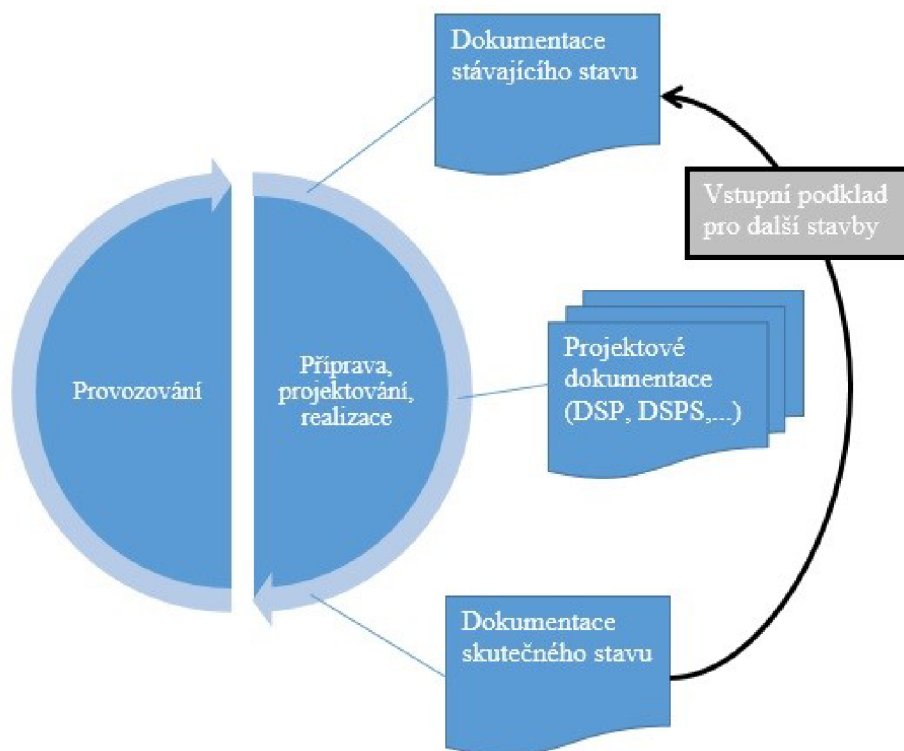 Dokumentace
stávajícího stavu
Vstupní podklad
pro další stavby
Provozování
Příprava,
projektování,
realizace
Projektové
dokumentace
(DSP, DSPS,...)
Dokumentace
skutečného stavu